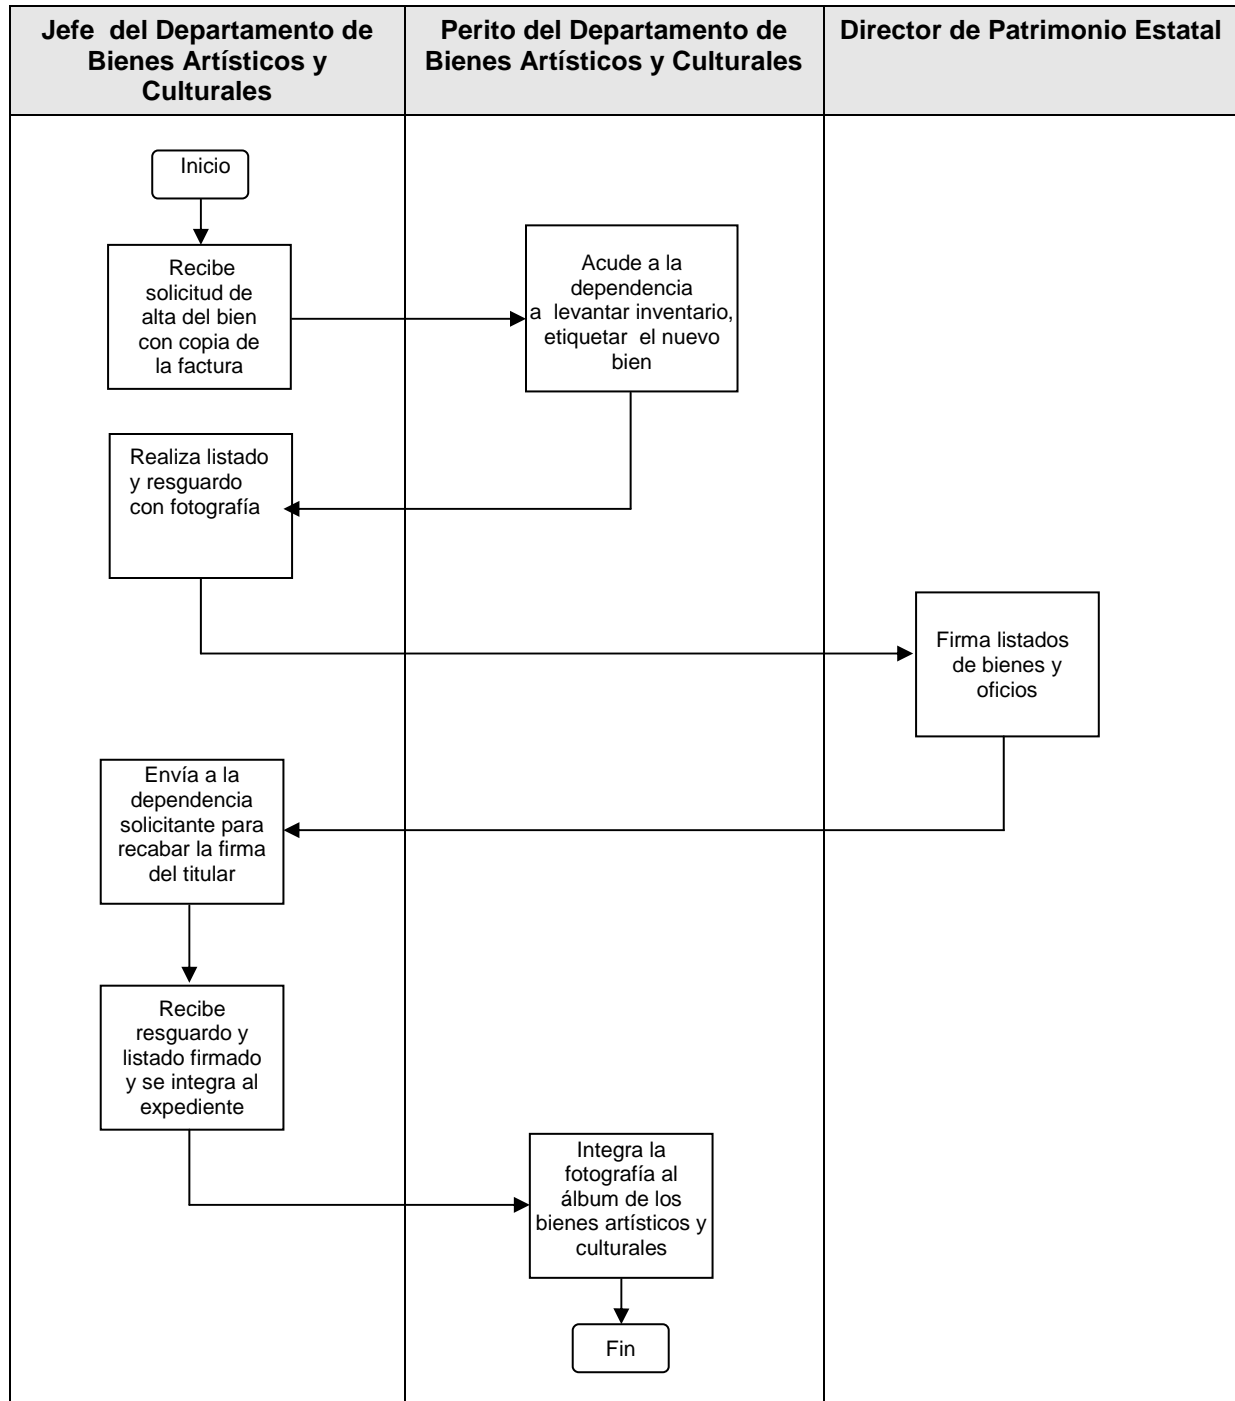 Jefe del Departamento de
Bienes Artísticos y
Culturales
Perito del Departamento de
Bienes Artísticos y Culturales
Director de Patrimonio Estatal
Inicio
Recibe
solicitud de
alta del bien
con copia de
la factura
Acude a la
dependencia
a levantar inventario,
etiquetar el nuevo
bien
Realiza listado
y resguardo
con fotografía
Firma listados
de bienes y
oficios
Envía a la
dependencia
solicitante para
recabar la firma
del titular
Recibe
resguardo y
listado firmado
y se integra al
expediente
Integra la
fotografía al
álbum de los
bienes artísticos y
culturales
Fin